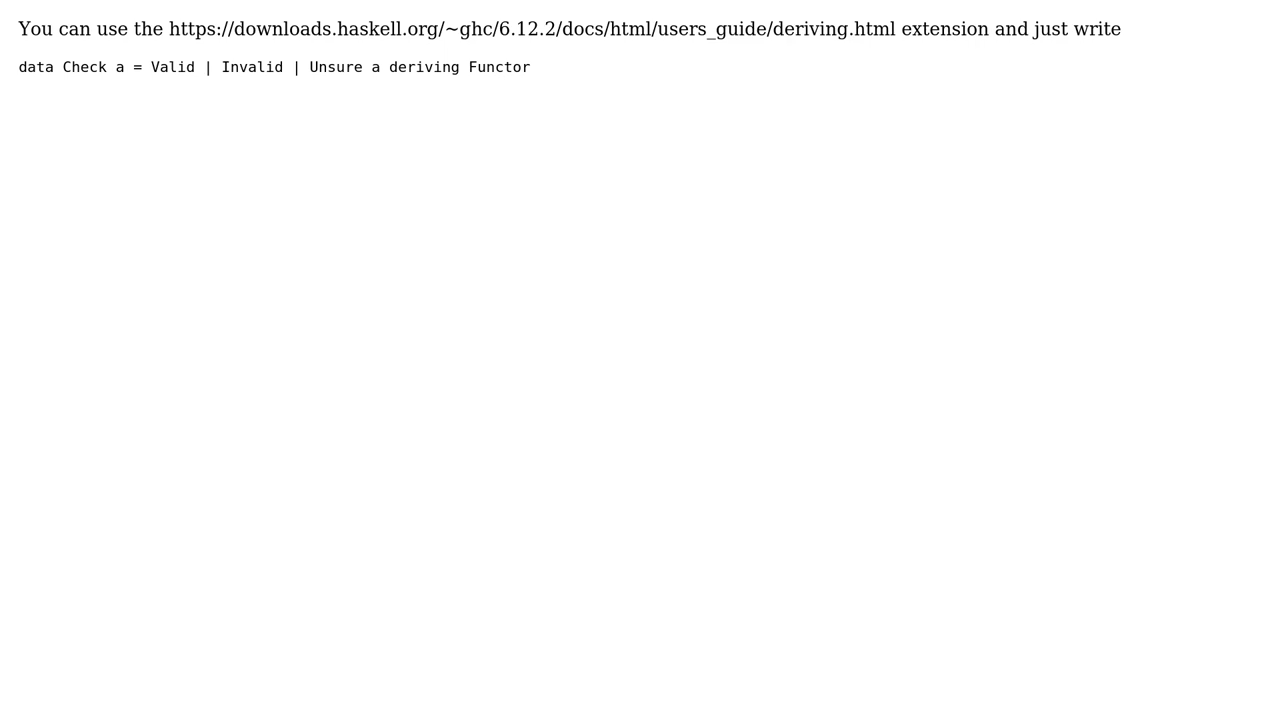 You can use the https://downloads.haskell.org/~ghc/6.12.2/docs/html/users_guide/deriving.html extension and just write
data Check a = Valid | Invalid | Unsure a deriving Functor